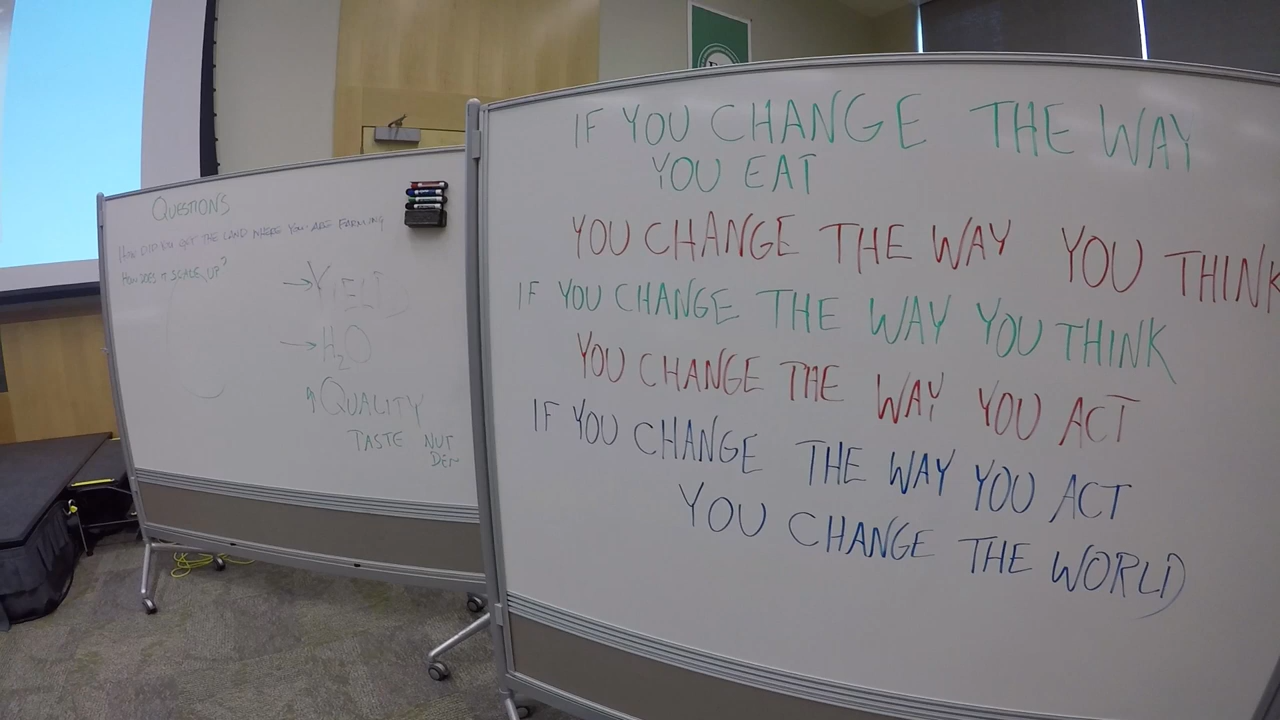 QUESTIONS
HOW DID YOU GET THE LAND WHERE YOU ARE FARMING
HOW DOES IT SCALE UP?
→ YIELD
→ H₂O
↑ QUALITY
TASTE NUT
DEN
IF YOU CHANGE THE WAY
YOU EAT
YOU CHANGE THE WAY YOU THINK
IF YOU CHANGE THE WAY YOU THINK
YOU CHANGE THE WAY YOU ACT
IF YOU CHANGE THE WAY YOU ACT
YOU CHANGE THE WORLD